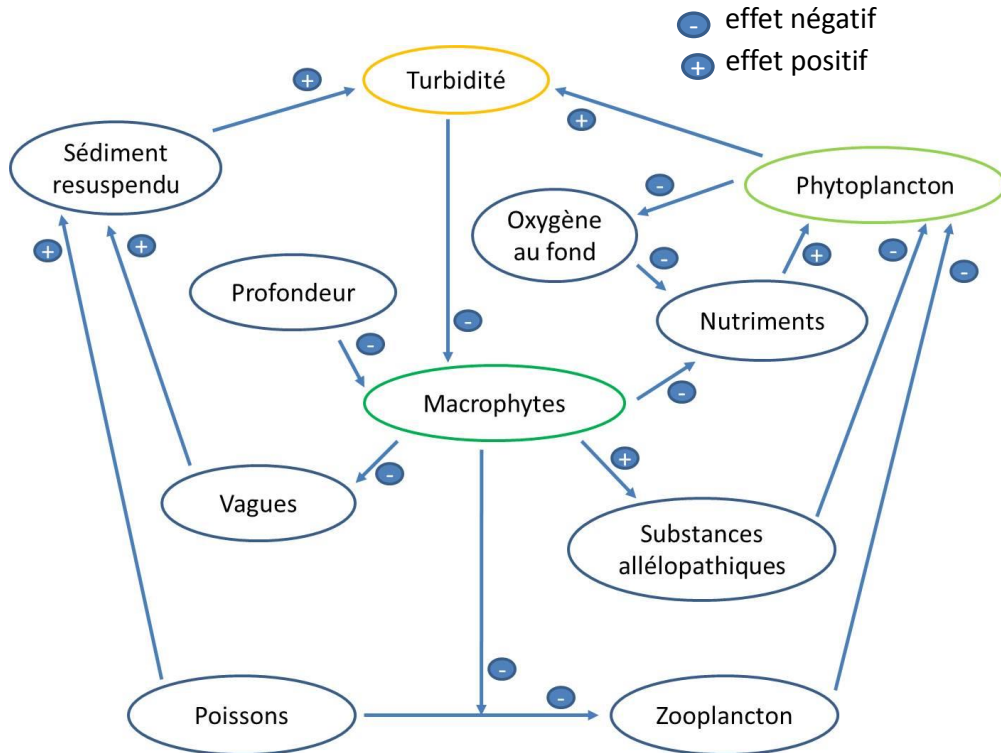 - effet négatif
+ effet positif
+
Turbidité
+
Sédiment
resuspendu
-
Phytoplancton
Oxygène
au fond
+
+
-
-
-
Profondeur
+
Nutriments
-
-
Macrophytes
-
-
+
Vagues
Substances
allélopathiques
-
-
Poissons
Zooplancton